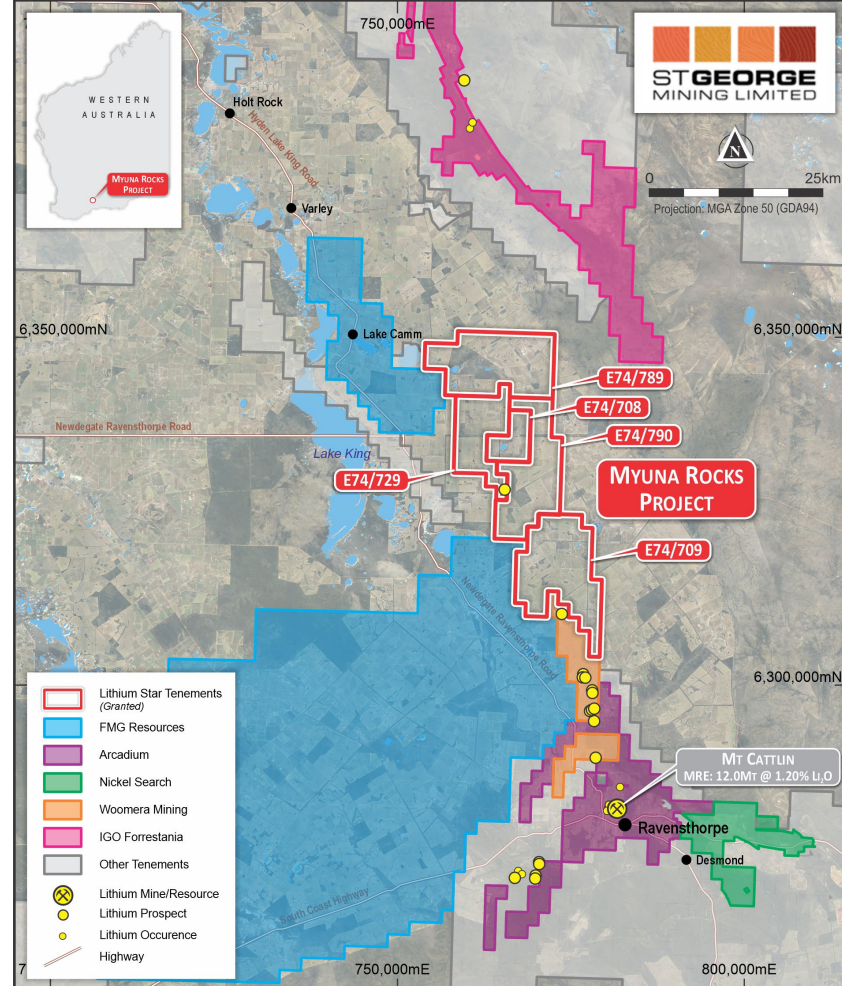 750,000mE
WESTERN
AUSTRALIA
MYUNA ROCKS
PROJECT
Holt Rock
Hyden Lake King Road
Varley
STGEORGE
MINING LIMITED
N
0
25km
Projection: MGA Zone 50 (GDA94)
6,350,000mN
6,350,000mN
Lake Camm
E74/789
E74/708
E74/790
Newdegate Ravensthorpe Road
Lake King
E74/729
MYUNA ROCKS
PROJECT
E74/709
Newdegate Ravensthorpe Road
6,300,000mN
Lithium Star Tenements
(Granted)
FMG Resources
Arcadium
Nickel Search
Woomera Mining
IGO Forrestania
Other Tenements
Lithium Mine/Resource
Lithium Prospect
Lithium Occurence
Highway
MT CATTLIN
MRE: 12.0MT @ 1.20% LI₂O
Ravensthorpe
Desmond
South Coast Highway
750,000mE
800,000mE